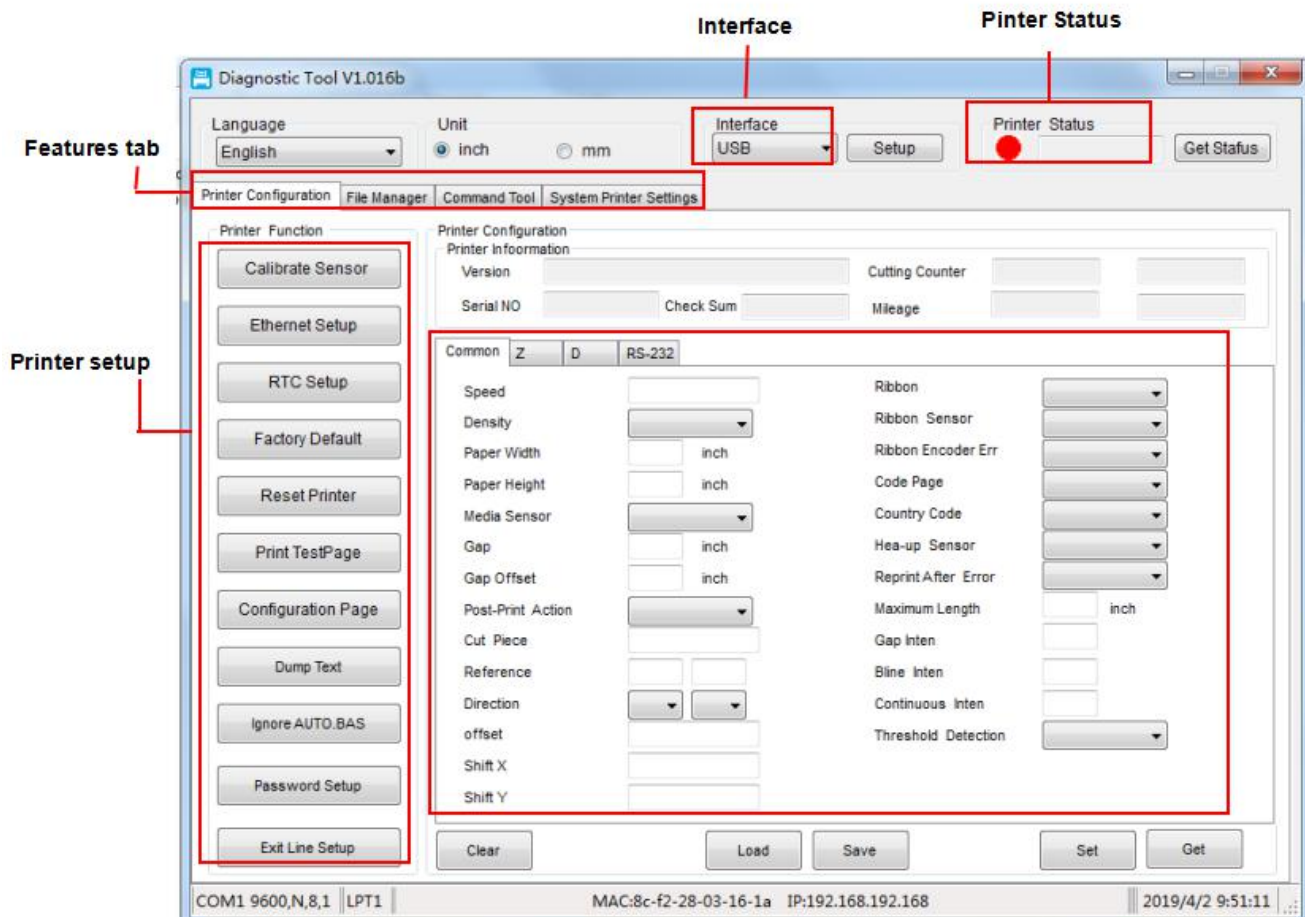 Interface
Pinter Status
Diagnostic Tool V1.016b
Features tab
Language
Unit
Interface
Printer Status
English
inch
mm
USB
Setup
Get Status
Printer Configuration
File Manager
Command Tool
System Printer Settings
Printer setup
Printer Function
Calibrate Sensor
Ethernet Setup
RTC Setup
Factory Default
Reset Printer
Print TestPage
Configuration Page
Dump Text
Ignore AUTO.BAS
Password Setup
Exit Line Setup
Printer Configuration
Printer Infoormation
Version
Cutting Counter
Serial NO
Check Sum
Mileage
Common
Z
D
RS-232
Speed
Density
Paper Width inch
Paper Height inch
Media Sensor
Gap inch
Gap Offset inch
Post-Print Action
Cut Piece
Reference
Direction
offset
Shift X
Shift Y
Ribbon
Ribbon Sensor
Ribbon Encoder Err
Code Page
Country Code
Hea-up Sensor
Reprint After Error
Maximum Length inch
Gap Inten
Bline Inten
Continuous Inten
Threshold Detection
Clear
Load
Save
Set
Get
COM1 9600,N,8,1
LPT1
MAC:8c-f2-28-03-16-1a IP:192.168.192.168
2019/4/2 9:51:11